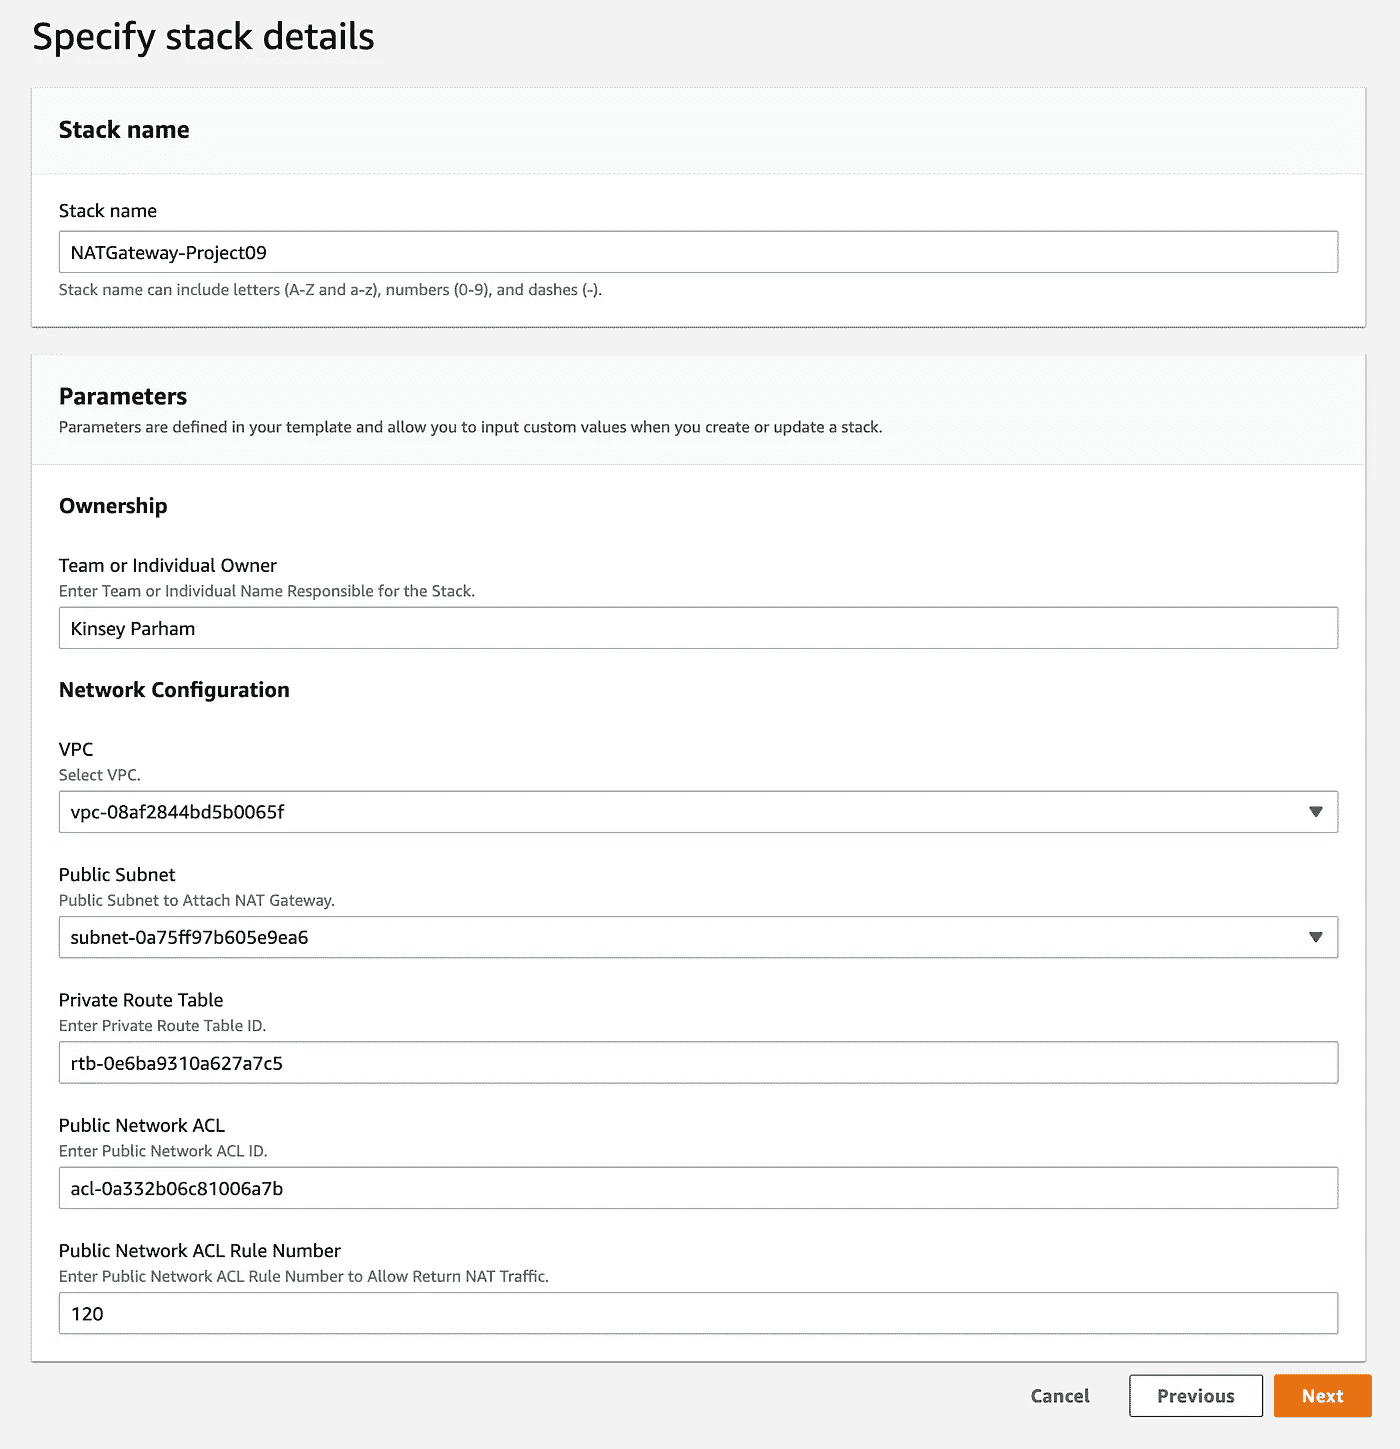 Specify stack details
Stack name
Stack name
NATGateway-Project09
Stack name can include letters (A-Z and a-z), numbers (0-9), and dashes (-).
Parameters
Parameters are defined in your template and allow you to input custom values when you create or update a stack.
Ownership
Team or Individual Owner
Enter Team or Individual Name Responsible for the Stack.
Kinsey Parham
Network Configuration
VPC
Select VPC.
vpc-08af2844bd5b0065f
Public Subnet
Public Subnet to Attach NAT Gateway.
subnet-0a75ff97b605e9ea6
Private Route Table
Enter Private Route Table ID.
rtb-0e6ba9310a627a7c5
Public Network ACL
Enter Public Network ACL ID.
acl-0a332b06c81006a7b
Public Network ACL Rule Number
Enter Public Network ACL Rule Number to Allow Return NAT Traffic.
120
Cancel Previous Next